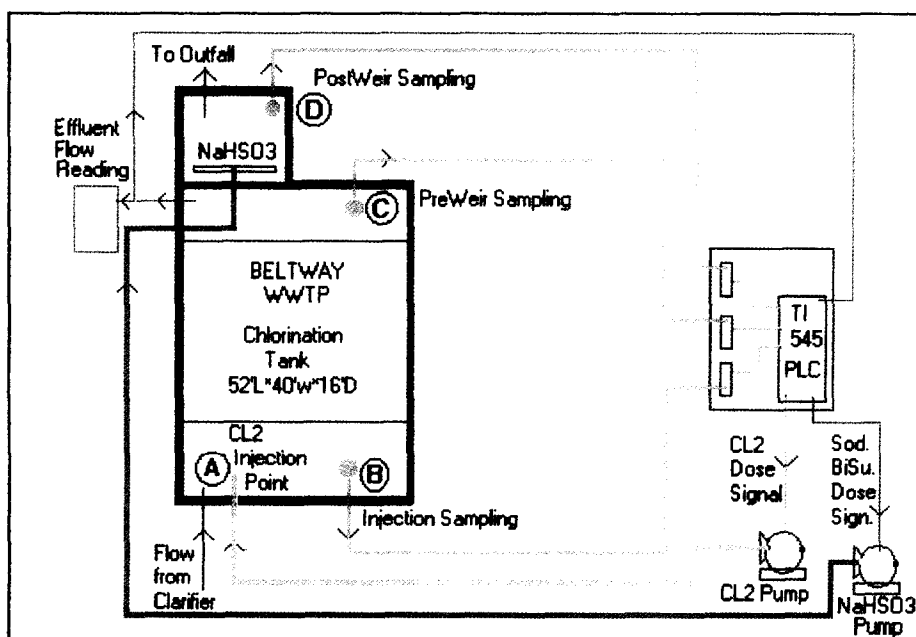 To Outfall
PostWeir Sampling
D
Effluent
Flow
Reading
NaHSO3
C
PreWeir Sampling
BELTWAY
WWTP
Chlorination
Tank
52'L*40'w*16'D
TI
545
PLC
CL2
A
Injection
Point
B
Injection Sampling
CL2
Dose
Signal
Sod.
BiSu.
Dose
Sign.
Flow
from
Clarifier
CL2 Pump
NaHSO3
Pump